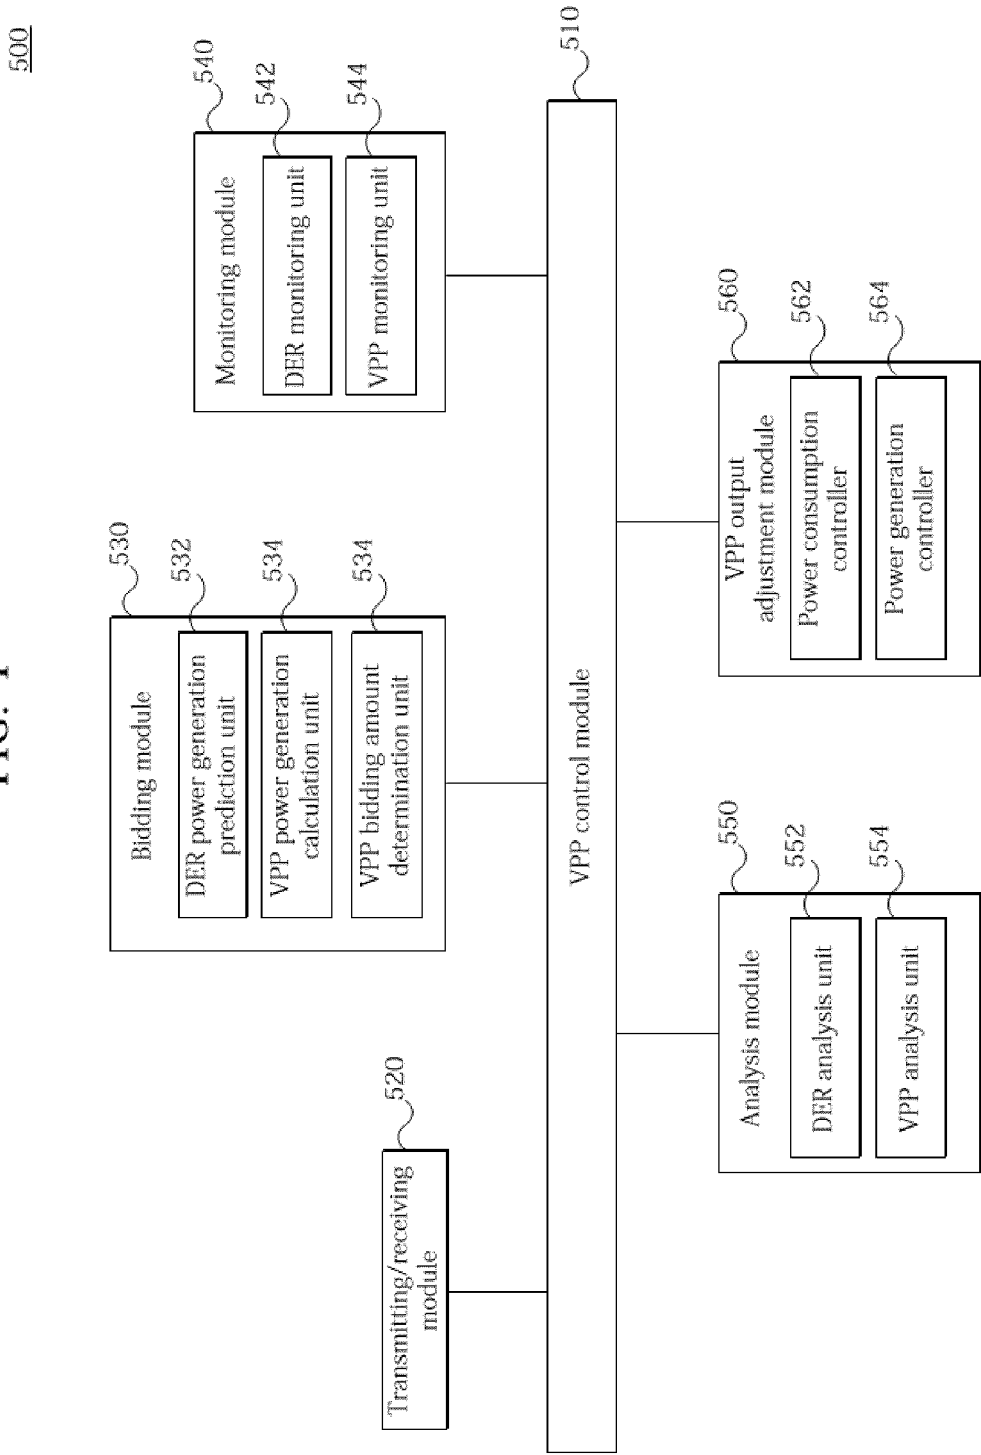 FIG.
500
520
Transmitting/receiving
module
530
Bidding module
532
DER power generation
prediction unit
534
VPP power generation
calculation unit
534
VPP bidding amount
determination unit
540
Monitoring module
542
DER monitoring unit
544
VPP monitoring unit
510
VPP control module
550
Analysis module
552
DER analysis unit
554
VPP analysis unit
560
VPP output
adjustment module
562
Power consumption
controller
564
Power generation
controller